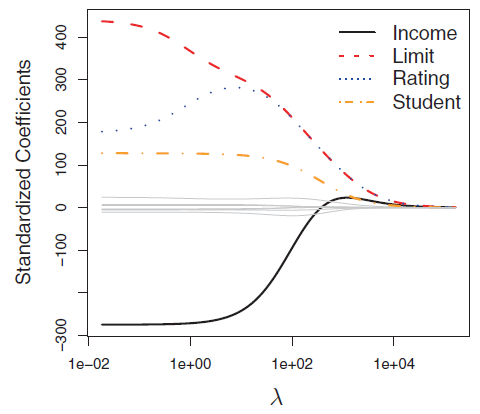 Income
Limit
Rating
Student
Standardized Coefficients
400
300
200
100
0
−100
−300
1e−02
1e+00
1e+02
1e+04
λ